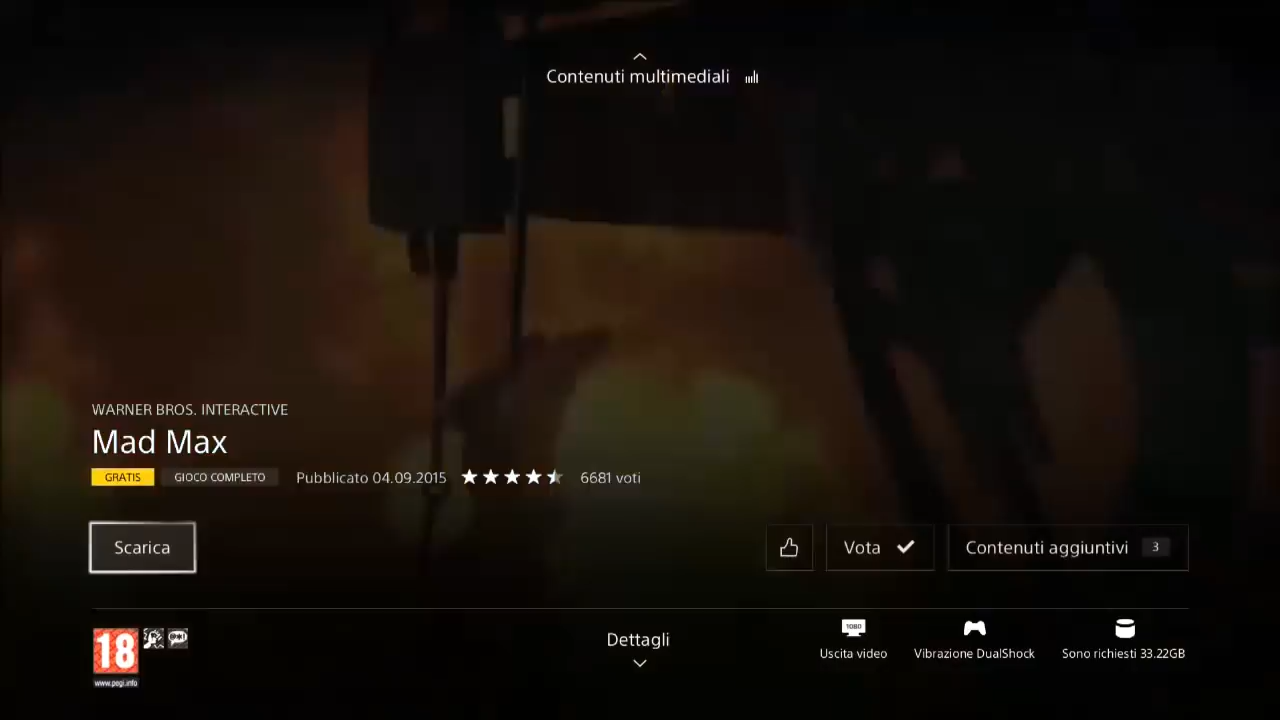 Contenuti multimediali
WARNER BROS. INTERACTIVE
Mad Max
GRATIS GIOCO COMPLETO Pubblicato 04.09.2015 6681 voti
Scarica Vota Contenuti aggiuntivi 3
18
www.pegi.info
Dettagli
1080
Uscita video Vibrazione DualShock Sono richiesti 33.22GB